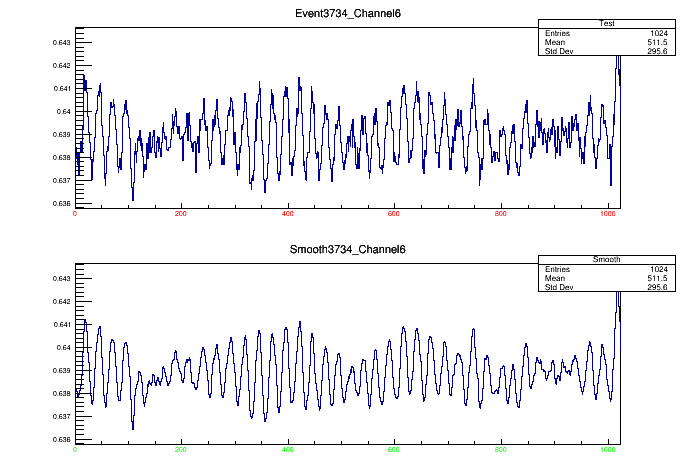 Event3734_Channel6
Test
Entries 1024
Mean 511.5
Std Dev 295.6
0.643
0.642
0.641
0.64
0.639
0.638
0.637
0.636
0 200 400 600 800 1000
Smooth3734_Channel6
Smooth
Entries 1024
Mean 511.5
Std Dev 295.6
0.643
0.642
0.641
0.64
0.639
0.638
0.637
0.636
0 200 400 600 800 1000